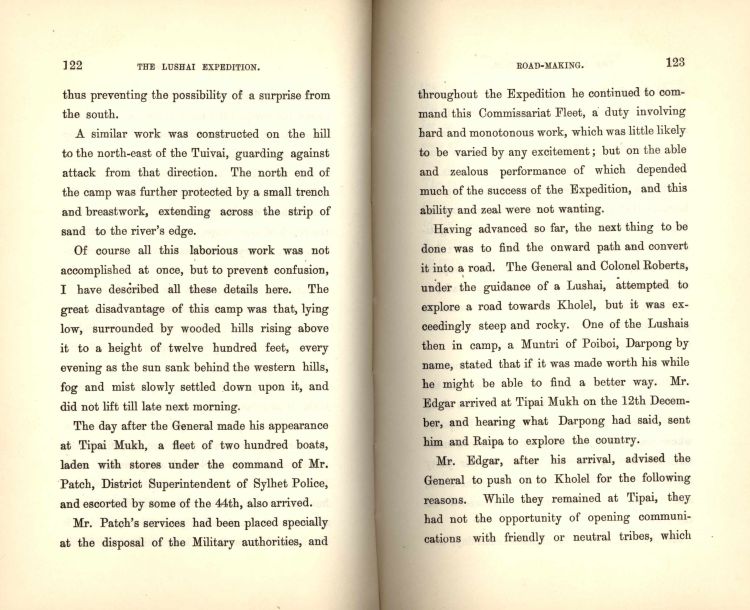 122 THE LUSHAI EXPEDITION.
thus preventing the possibility of a surprise from
the south.
A similar work was constructed on the hill
to the north-east of the Tuivai, guarding against
attack from that direction. The north end of
the camp was further protected by a small trench
and breastwork, extending across the strip of
sand to the river's edge.
Of course all this laborious work was not
accomplished at once, but to prevent confusion,
I have described all these details here. The
great disadvantage of this camp was that, lying
low, surrounded by wooded hills rising above
it to a height of twelve hundred feet, every
evening as the sun sank behind the western hills,
fog and mist slowly settled down upon it, and
did not lift till late next morning.
The day after the General made his appearance
at Tipai Mukh, a fleet of two hundred boats,
laden with stores under the command of Mr.
Patch, District Superintendent of Sylhet Police,
and escorted by some of the 44th, also arrived.
Mr. Patch's services had been placed specially
at the disposal of the Military authorities, and
ROAD-MAKING. 123
throughout the Expedition he continued to com-
mand this Commissariat Fleet, a duty involving
hard and monotonous work, which was little likely
to be varied by any excitement; but on the able
and zealous performance of which depended
much of the success of the Expedition, and this
ability and zeal were not wanting.
Having advanced so far, the next thing to be
done was to find the onward path and convert
it into a road. The General and Colonel Roberts,
under the guidance of a Lushai, attempted to
explore a road towards Kholel, but it was ex-
ceedingly steep and rocky. One of the Lushais
then in camp, a Muntri of Poiboi, Darpong by
name, stated that if it was made worth his while
he might be able to find a better way. Mr.
Edgar arrived at Tipai Mukh on the 12th Decem-
ber, and hearing what Darpong had said, sent
him and Raipa to explore the country.
Mr. Edgar, after his arrival, advised the
General to push on to Kholel for the following
reasons. While they remained at Tipai, they
had not the opportunity of opening communi-
cations with friendly or neutral tribes, which